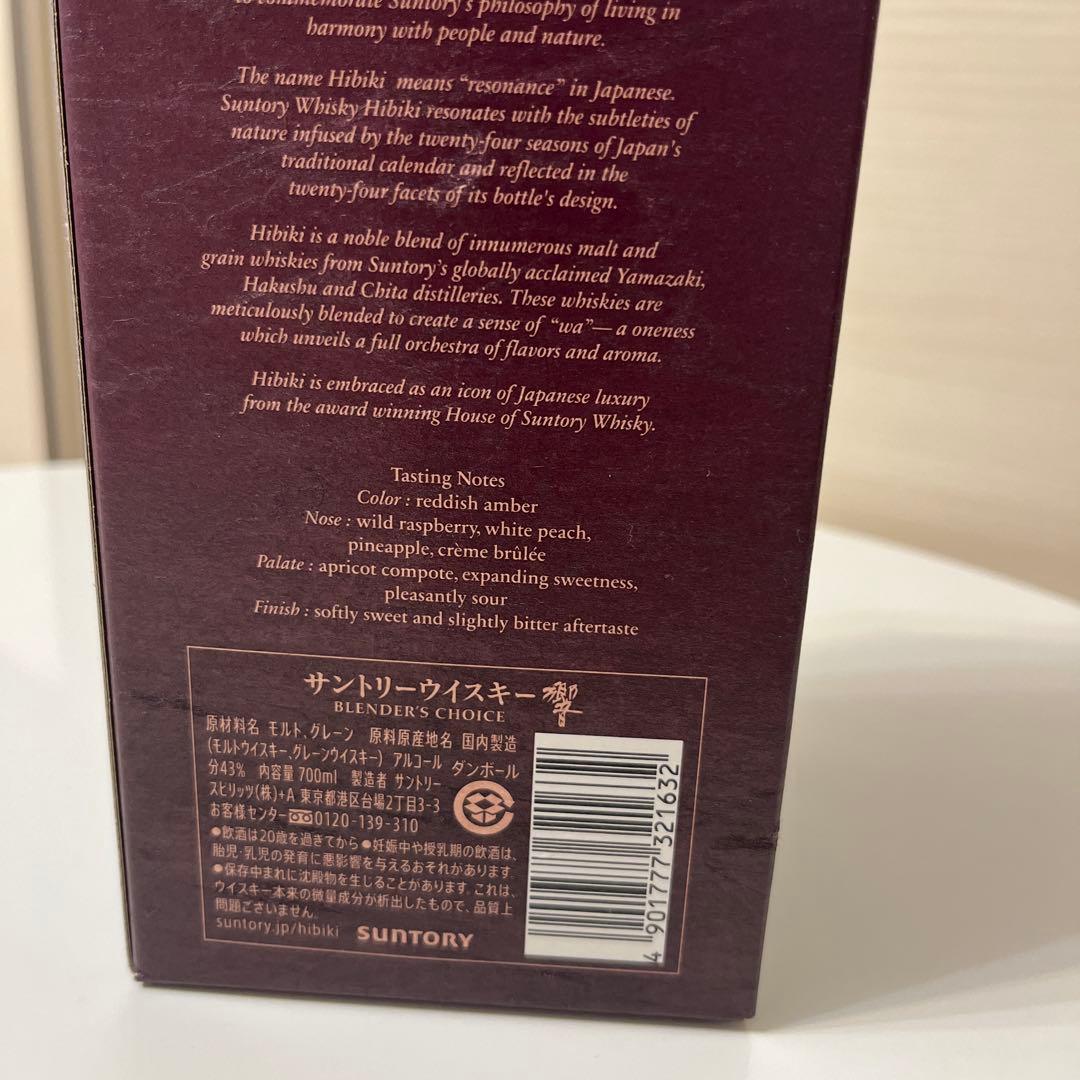 to commemorate Suntory's philosophy of living in
harmony with people and nature.
The name Hibiki means “resonance” in Japanese.
Suntory Whisky Hibiki resonates with the subtleties of
nature infused by the twenty-four seasons of Japan's
traditional calendar and reflected in the
twenty-four facets of its bottle's design.
Hibiki is a noble blend of innumerous malt and
grain whiskies from Suntory's globally acclaimed Yamazaki,
Hakushu and Chita distilleries. These whiskies are
meticulously blended to create a sense of “wa”— a oneness
which unveils a full orchestra of flavors and aroma.
Hibiki is embraced as an icon of Japanese luxury
from the award winning House of Suntory Whisky.
Tasting Notes
Color : reddish amber
Nose : wild raspberry, white peach,
pineapple, crème brûlée
Palate : apricot compote, expanding sweetness,
pleasantly sour
Finish : softly sweet and slightly bitter aftertaste
サントリーウイスキー 響
BLENDER'S CHOICE
原材料名 モルト、グレーン 原料原産地名 国内製造
(モルトウイスキー、グレーンウイスキー) アルコール
分43% 内容量 700ml 製造者 サントリー
スピリッツ(株)+A 東京都港区台場2丁目3-3
お客様センター 0120-139-310
ダンボール
●飲酒は20歳を過ぎてから ●妊娠中や授乳期の飲酒は、
胎児・乳児の発育に悪影響を与えるおそれがあります。
●保存中まれに沈殿物を生じることがあります。これは、
ウイスキー本来の微量成分が析出したもので、品質上
問題ございません。
suntory.jp/hibiki SUNTORY
4 901777 321632